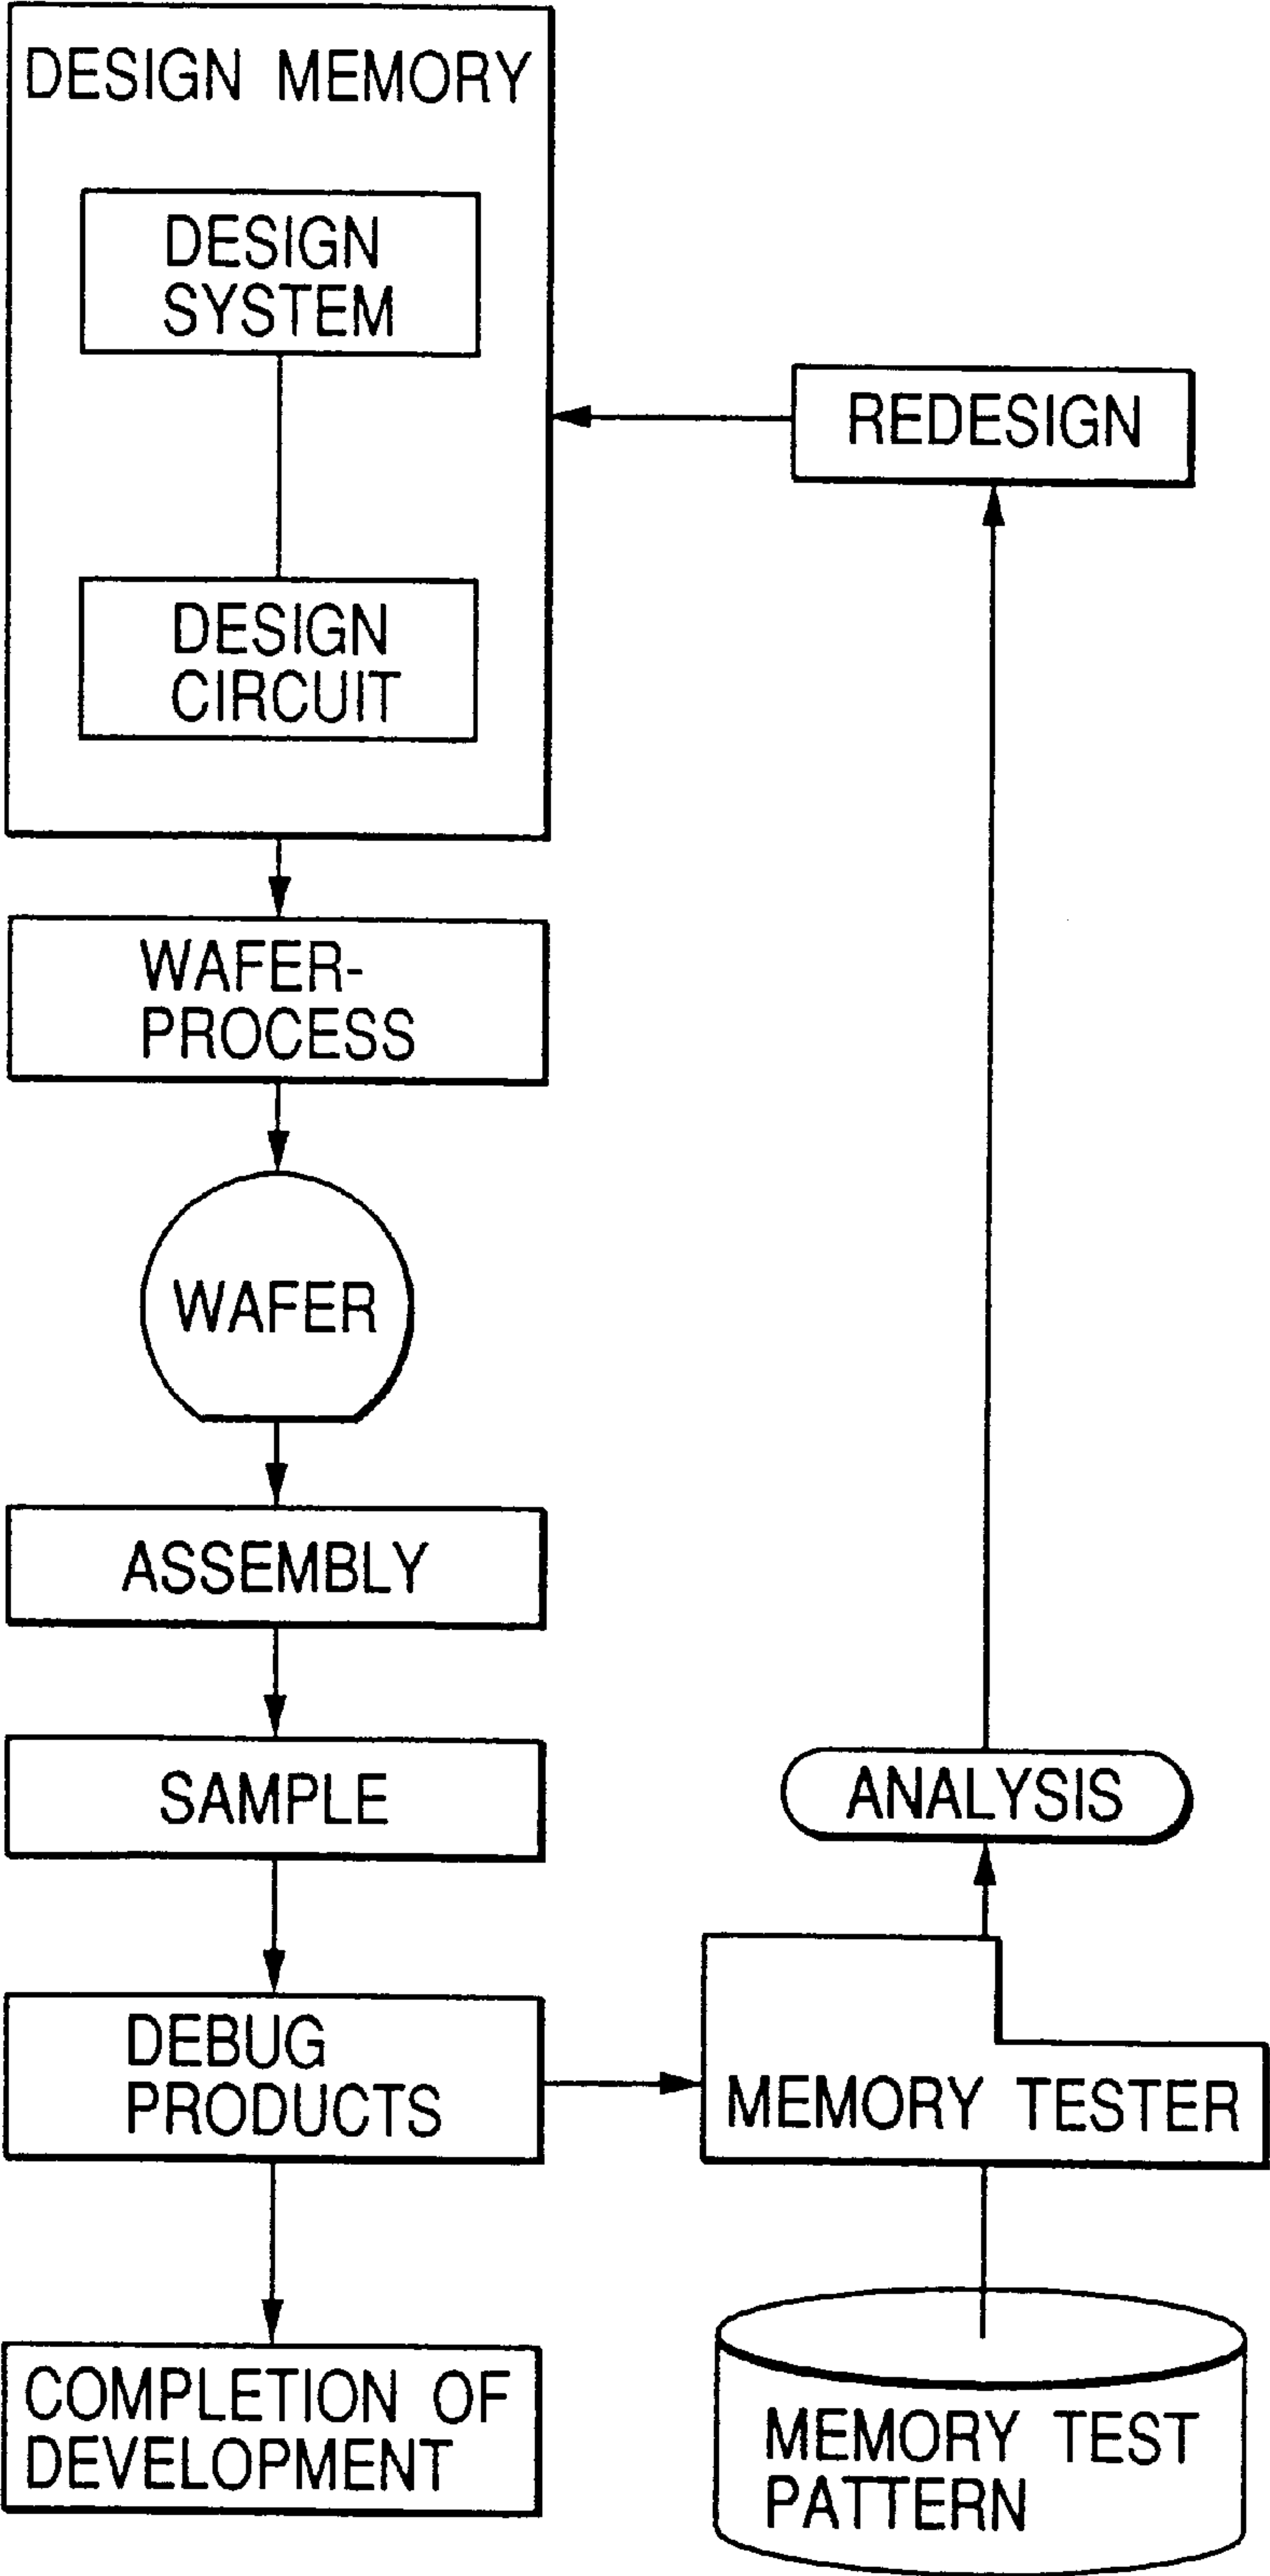 DESIGN MEMORY
DESIGN
SYSTEM
REDESIGN
DESIGN
CIRCUIT
WAFER-
PROCESS
WAFER
ASSEMBLY
SAMPLE
ANALYSIS
DEBUG
PRODUCTS
MEMORY TESTER
COMPLETION OF
DEVELOPMENT
MEMORY TEST
PATTERN